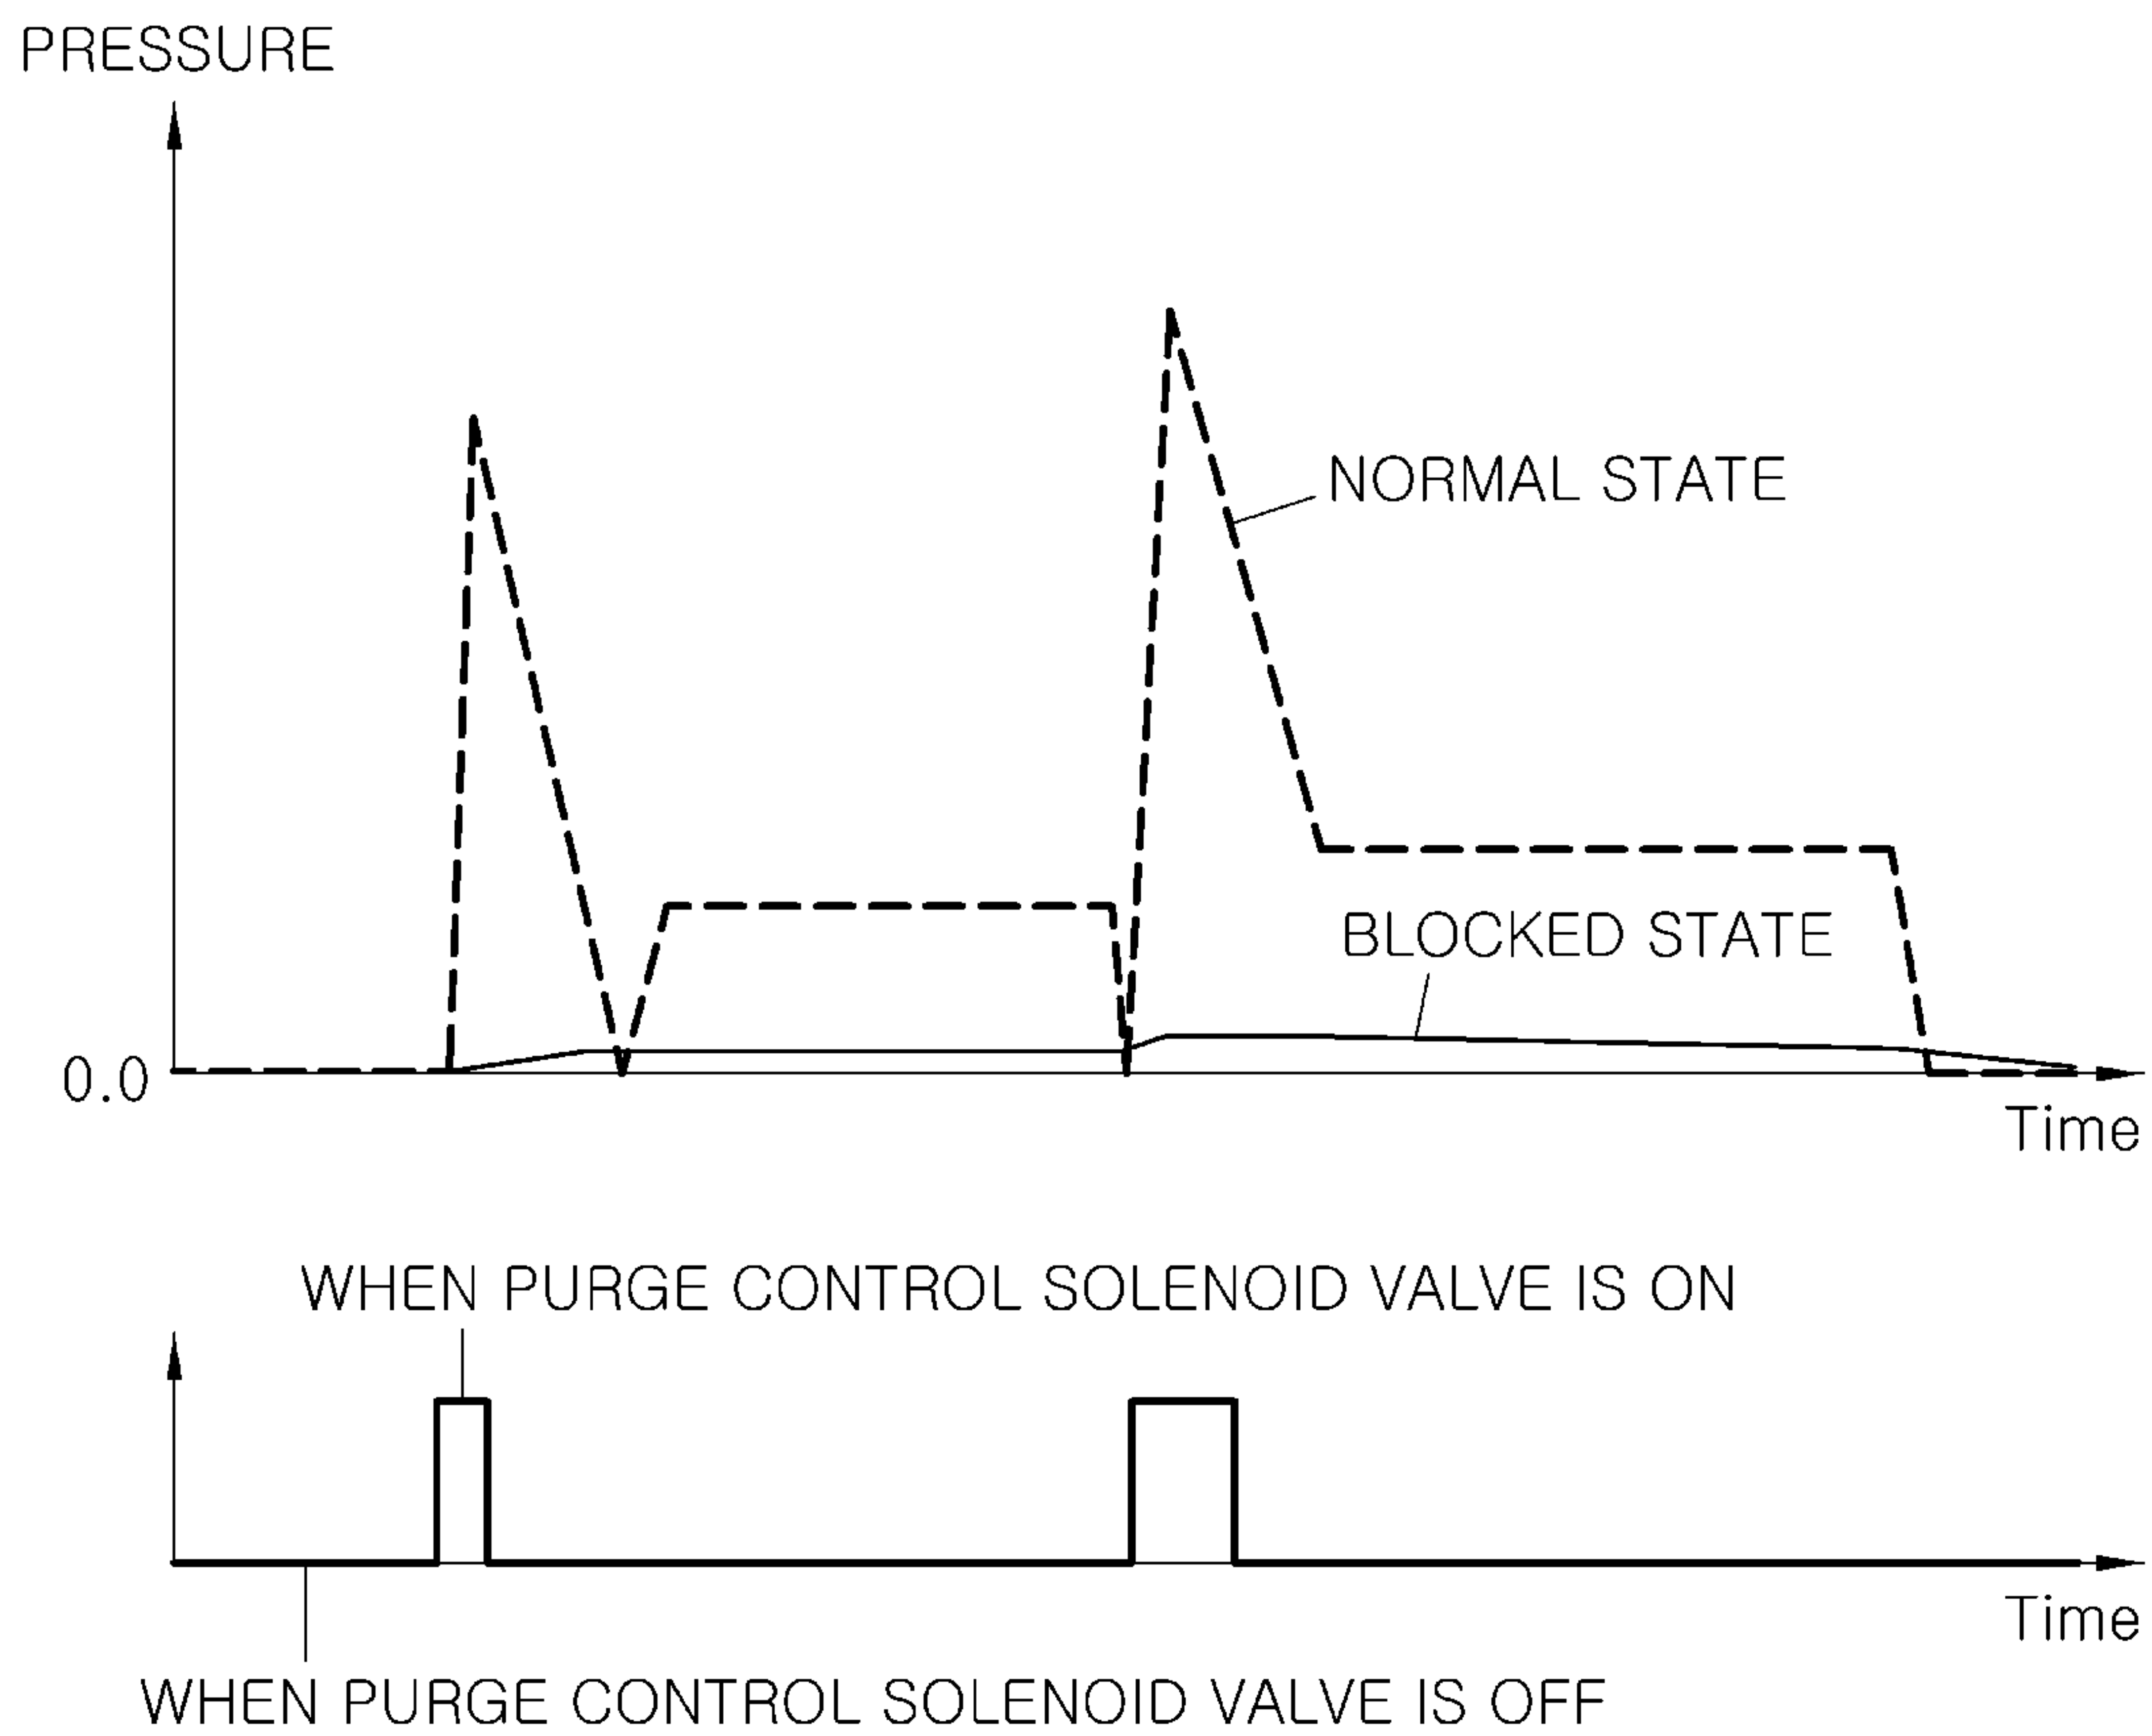 PRESSURE
NORMAL STATE
BLOCKED STATE
0.0
Time
WHEN PURGE CONTROL SOLENOID VALVE IS ON
Time
WHEN PURGE CONTROL SOLENOID VALVE IS OFF